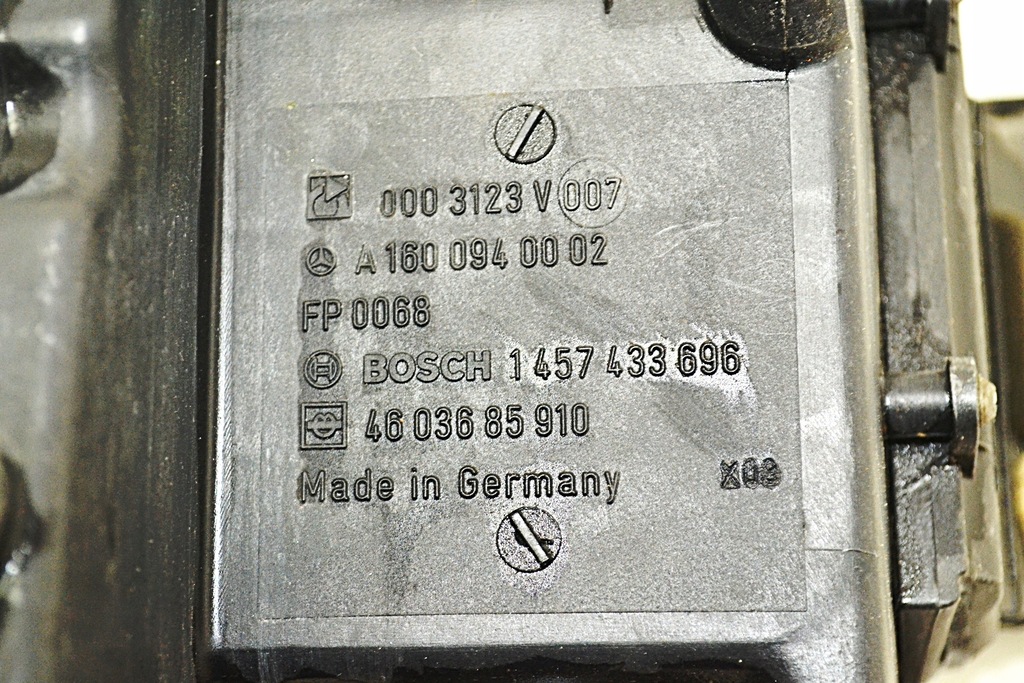 000 3123 V 007
A 160 094 00 02
FP 0068
BOSCH 1 457 433 696
46 036 85 910
Made in Germany